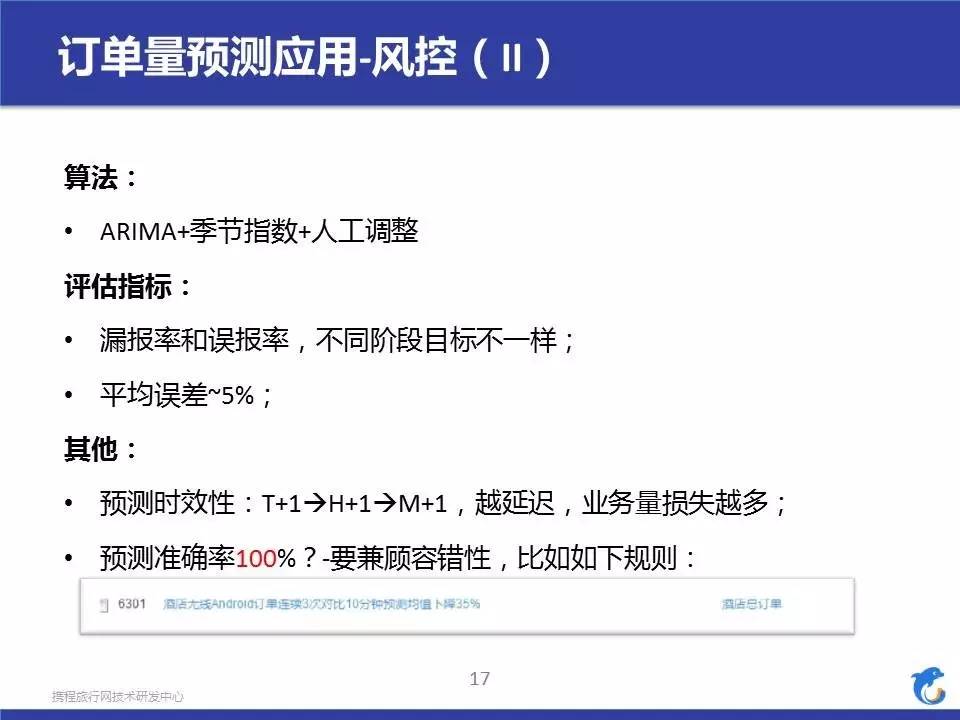 订单量预测应用-风控（II）
算法：
• ARIMA+季节指数+人工调整
评估指标：
• 漏报率和误报率，不同阶段目标不一样；
• 平均误差~5%；
其他：
• 预测时效性：T+1→H+1→M+1，越延迟，业务量损失越多；
• 预测准确率100%？-要兼顾容错性，比如如下规则：
6301 酒店无线Android订单连续3次对比10分钟预测均值下降35% 酒店总订单
17
携程旅行网技术研发中心